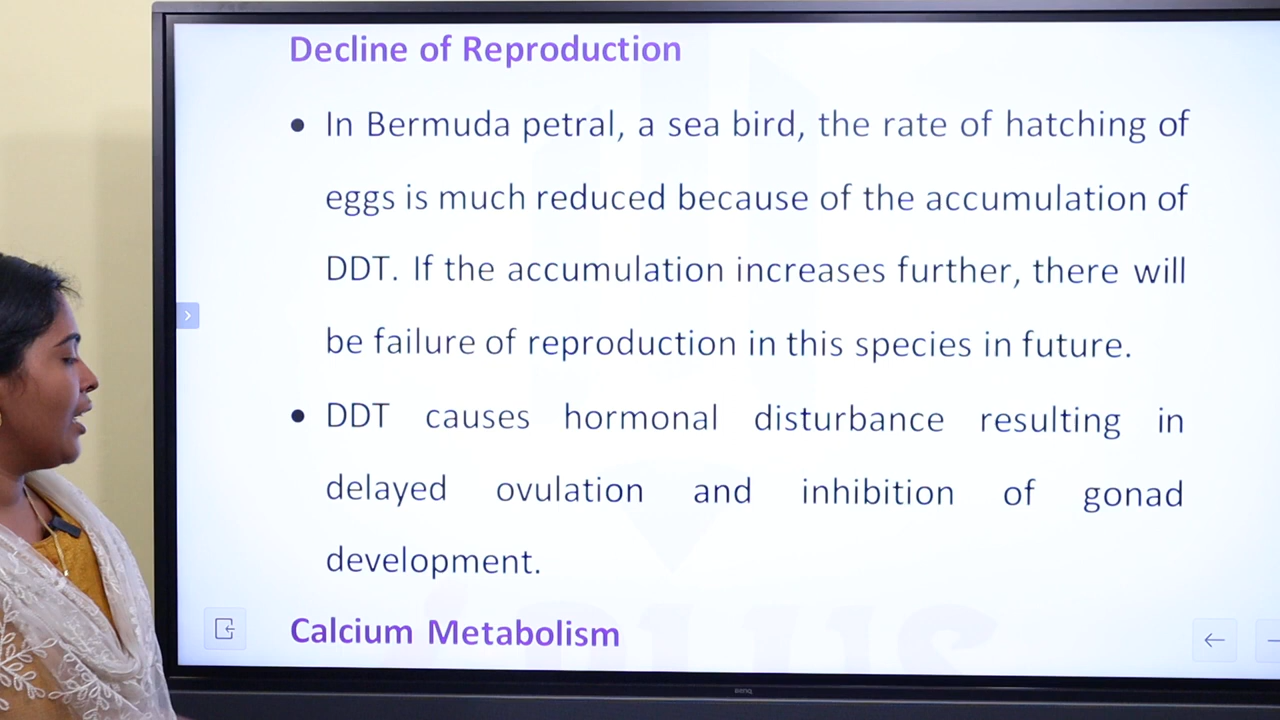 Decline of Reproduction
• In Bermuda petral, a sea bird, the rate of hatching of
eggs is much reduced because of the accumulation of
DDT. If the accumulation increases further, there will
be failure of reproduction in this species in future.
• DDT causes hormonal disturbance resulting in
delayed ovulation and inhibition of gonad
development.
Calcium Metabolism
BenQ